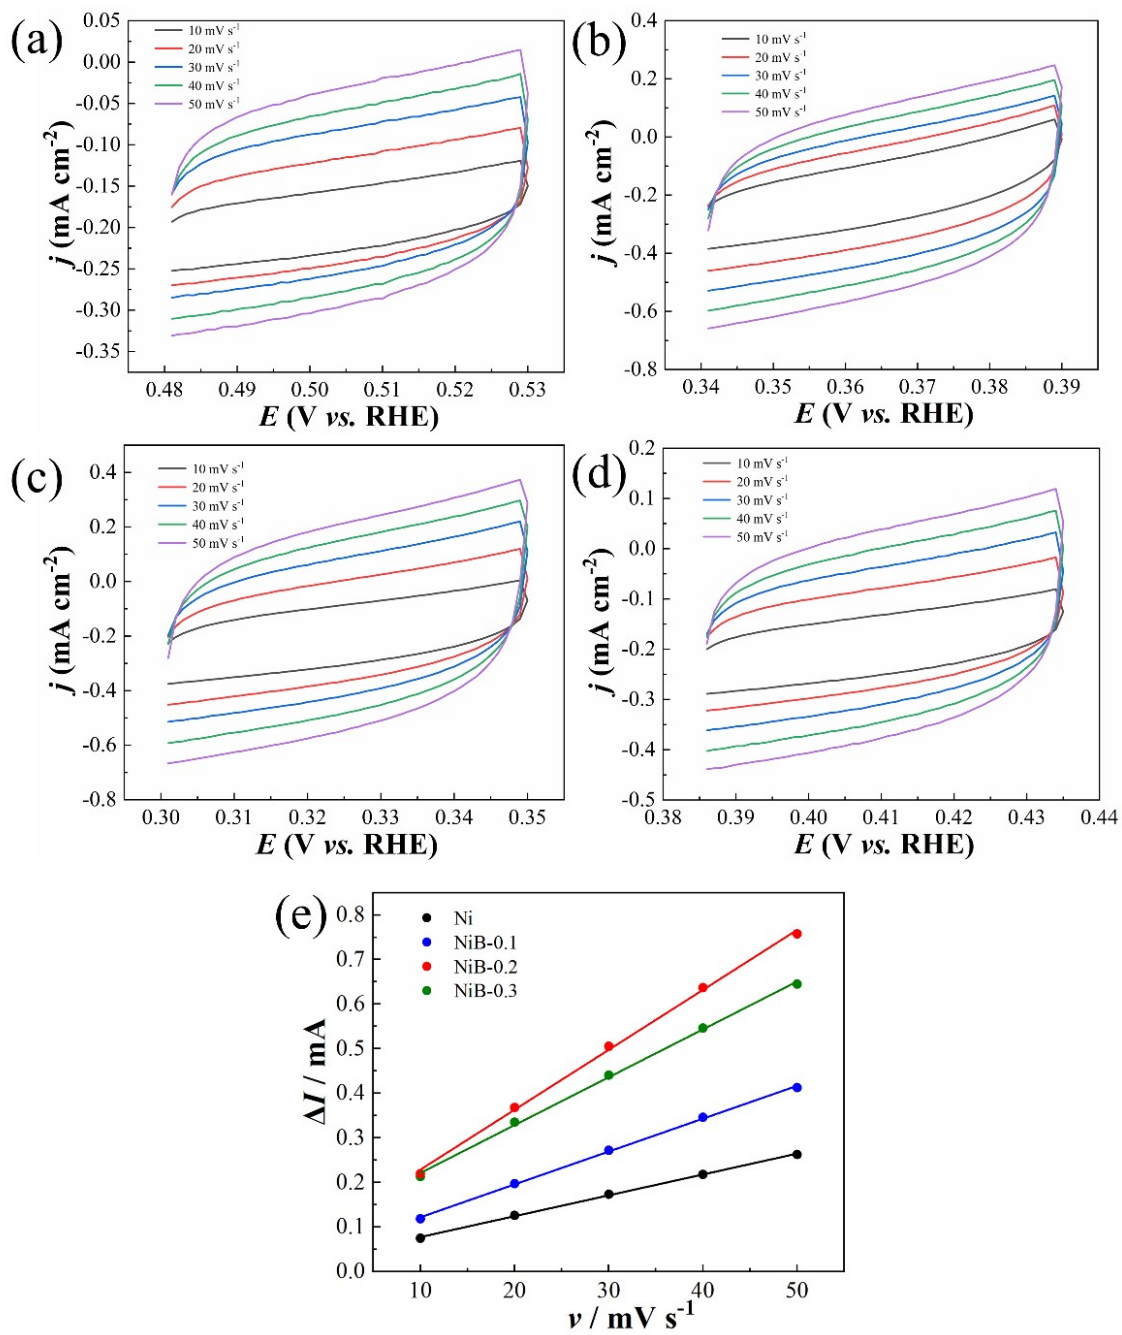 (a)
10 mV s⁻¹
20 mV s⁻¹
30 mV s⁻¹
40 mV s⁻¹
50 mV s⁻¹
0.05
0.00
-0.05
-0.10
-0.15
-0.20
-0.25
-0.30
-0.35
j (mA cm⁻²)
0.48 0.49 0.50 0.51 0.52 0.53
E (V vs. RHE)
(b)
10 mV s⁻¹
20 mV s⁻¹
30 mV s⁻¹
40 mV s⁻¹
50 mV s⁻¹
0.4
0.2
0.0
-0.2
-0.4
-0.6
-0.8
j (mA cm⁻²)
0.34 0.35 0.36 0.37 0.38 0.39
E (V vs. RHE)
(c)
10 mV s⁻¹
20 mV s⁻¹
30 mV s⁻¹
40 mV s⁻¹
50 mV s⁻¹
0.4
0.2
0.0
-0.2
-0.4
-0.6
-0.8
j (mA cm⁻²)
0.30 0.31 0.32 0.33 0.34 0.35
E (V vs. RHE)
(d)
10 mV s⁻¹
20 mV s⁻¹
30 mV s⁻¹
40 mV s⁻¹
50 mV s⁻¹
0.2
0.1
0.0
-0.1
-0.2
-0.3
-0.4
-0.5
j (mA cm⁻²)
0.38 0.39 0.40 0.41 0.42 0.43 0.44
E (V vs. RHE)
(e)
Ni
NiB-0.1
NiB-0.2
NiB-0.3
0.8
0.7
0.6
0.5
0.4
0.3
0.2
0.1
0.0
ΔI / mA
10 20 30 40 50
v / mV s⁻¹